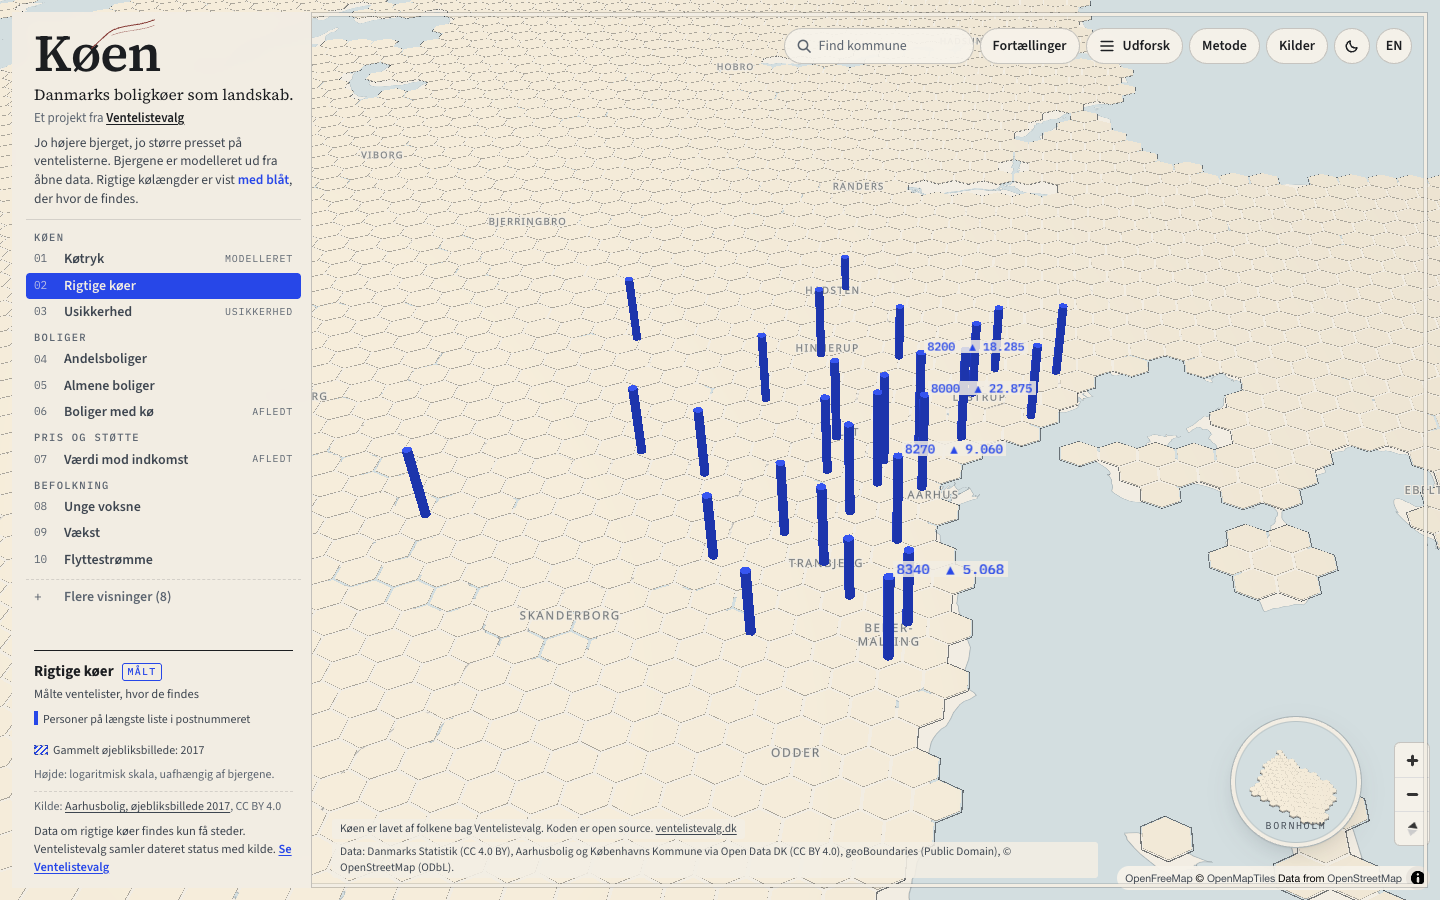 Køen
Danmarks boligkøer som landskab.
Et projekt fra Ventelistevalg
Jo højere bjerget, jo større presset på
ventelisterne. Bjergene er modelleret ud fra
åbne data. Rigtige kølængder er vist med blåt,
der hvor de findes.
KØEN
01 Køtryk MODELLERET
02 Rigtige køer
03 Usikkerhed USIKKERHED
BOLIGER
04 Andelsboliger
05 Almene boliger
06 Boliger med kø AFLEDT
PRIS OG STØTTE
07 Værdi mod indkomst AFLEDT
BEFOLKNING
08 Unge voksne
09 Vækst
10 Flyttestrømme
+ Flere visninger (8)
Rigtige køer MÅLT
Målte ventelister, hvor de findes
Personer på længste liste i postnummeret
Gammelt øjebliksbillede: 2017
Højde: logaritmisk skala, uafhængig af bjergene.
Kilde: Aarhusbolig, øjebliksbillede 2017, CC BY 4.0
Data om rigtige køer findes kun få steder.
Ventelistevalg samler dateret status med kilde. Se
Ventelistevalg
Find kommune
Fortællinger
Udforsk
Metode
Kilder
EN
HOBRO
VIBORG
RANDERS
BJERRINGBRO
8200 ▲ 18.285
8000 ▲ 22.875
8270 ▲ 9.060
AARHUS
8340 ▲ 5.068
SKANDERBORG
ODDER
BORNHOLM
Køen er lavet af folkene bag Ventelistevalg. Koden er open source. ventelistevalg.dk
Data: Danmarks Statistik (CC 4.0 BY), Aarhusbolig og Københavns Kommune via Open Data DK (CC BY 4.0), geoBoundaries (Public Domain), ©
OpenStreetMap (ODbL).
OpenFreeMap © OpenMapTiles Data from OpenStreetMap